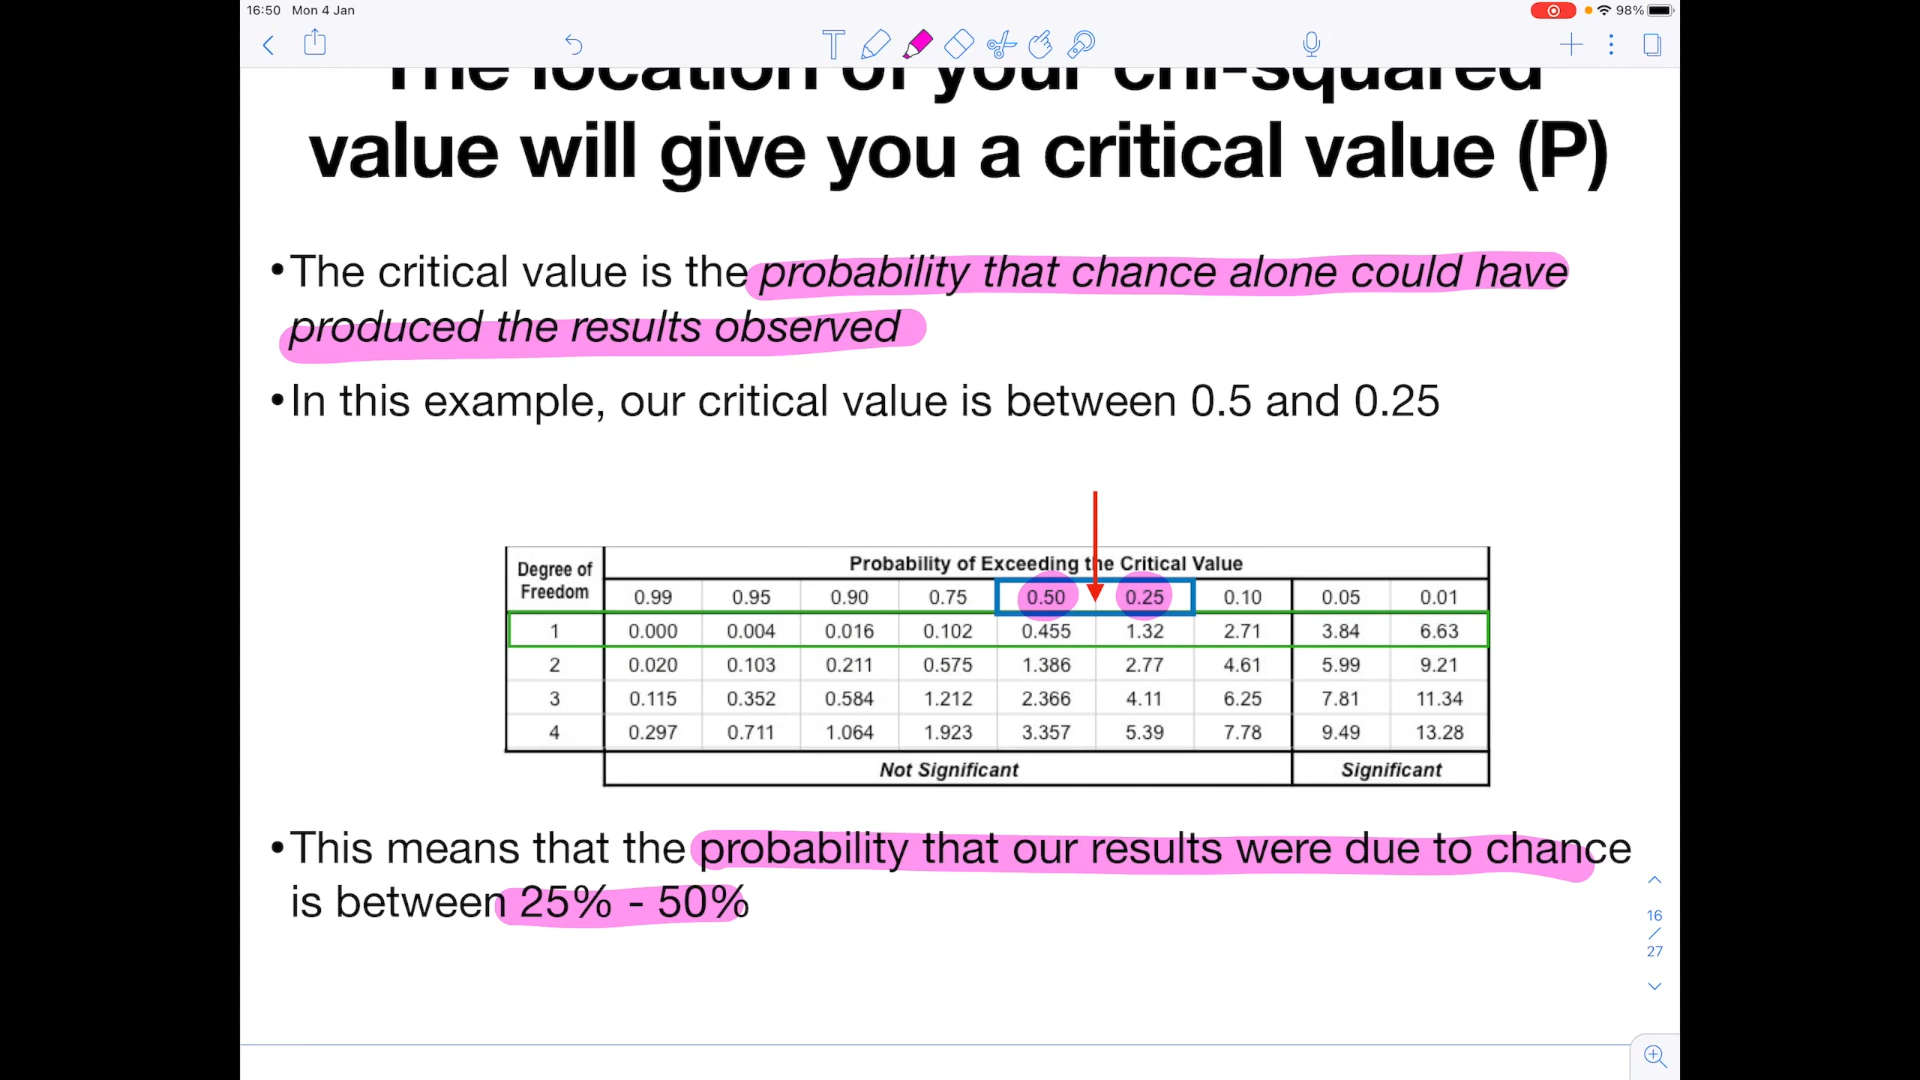 16:50 Mon 4 Jan
98%
The location of your chi-squared
value will give you a critical value (P)
•The critical value is the probability that chance alone could have
produced the results observed
•In this example, our critical value is between 0.5 and 0.25
Degree of Freedom Probability of Exceeding the Critical Value
0.99 0.95 0.90 0.75 0.50 0.25 0.10 0.05 0.01
1 0.000 0.004 0.016 0.102 0.455 1.32 2.71 3.84 6.63
2 0.020 0.103 0.211 0.575 1.386 2.77 4.61 5.99 9.21
3 0.115 0.352 0.584 1.212 2.366 4.11 6.25 7.81 11.34
4 0.297 0.711 1.064 1.923 3.357 5.39 7.78 9.49 13.28
Not Significant Significant
•This means that the probability that our results were due to chance
is between 25% - 50%
16
/
27